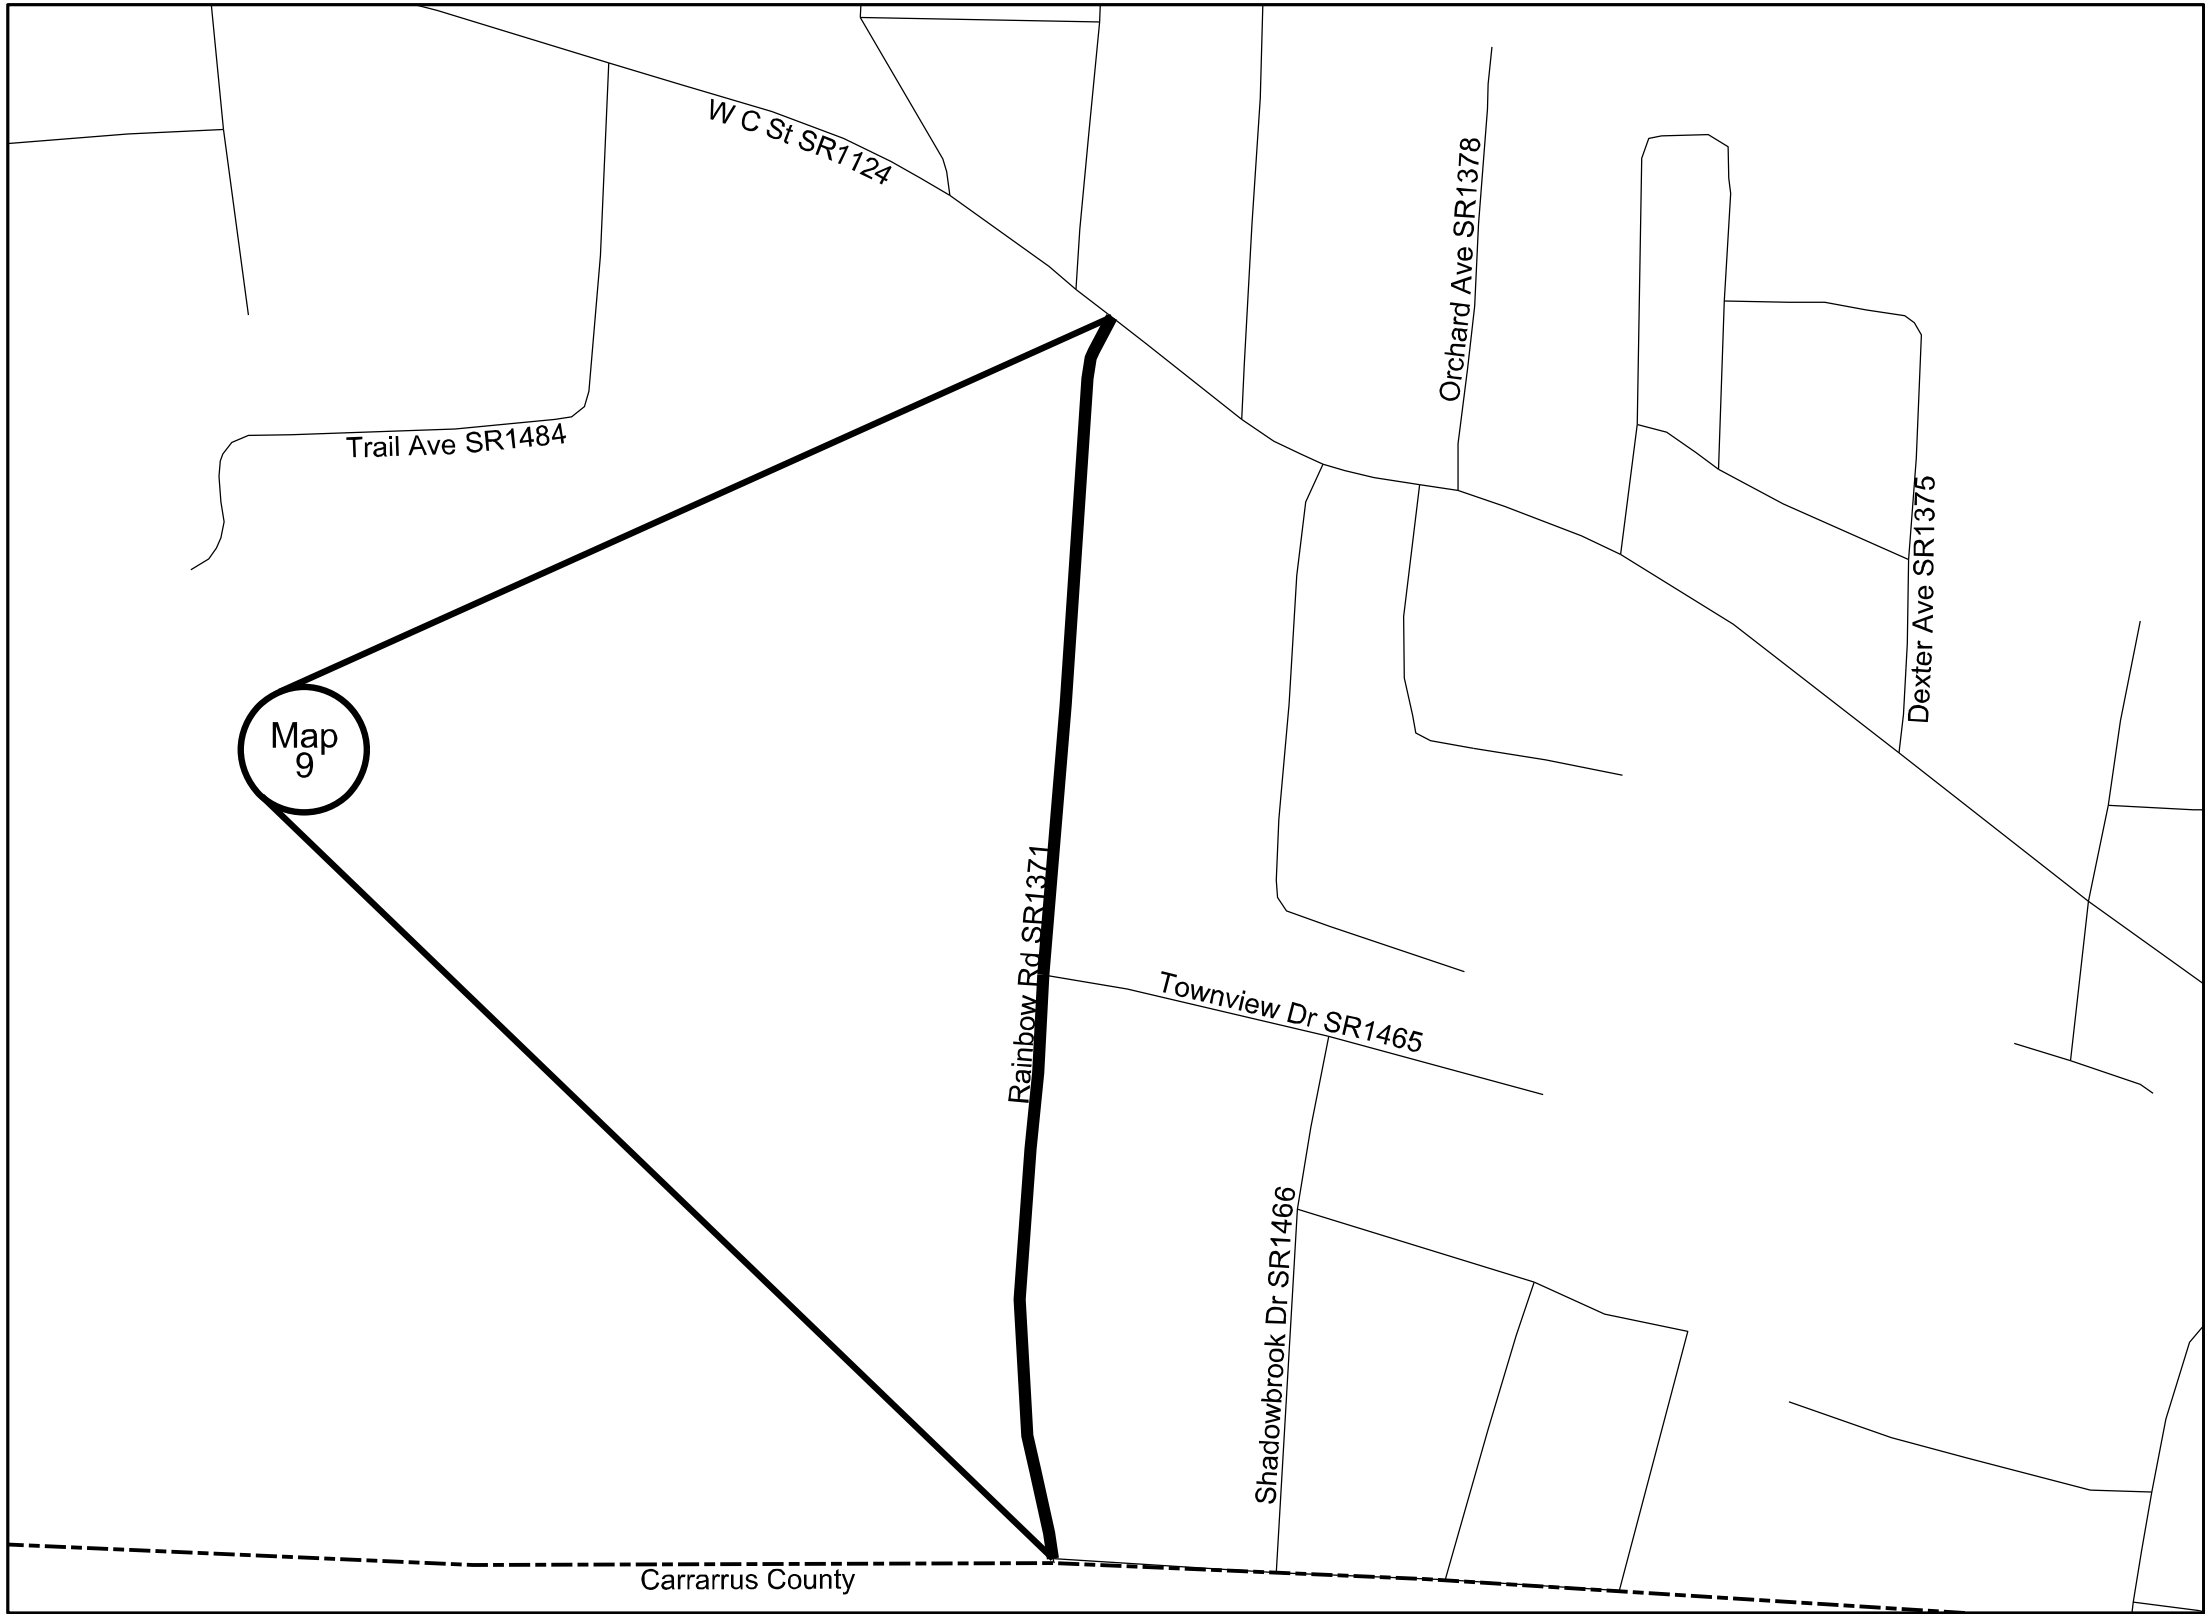 W C St SR1124
Orchard Ave SR1378
Trail Ave SR1484
Dexter Ave SR1375
Map
9
Rainbow Rd SR1371
Townview Dr SR1465
Shadowbrook Dr SR1466
Carrarrus County